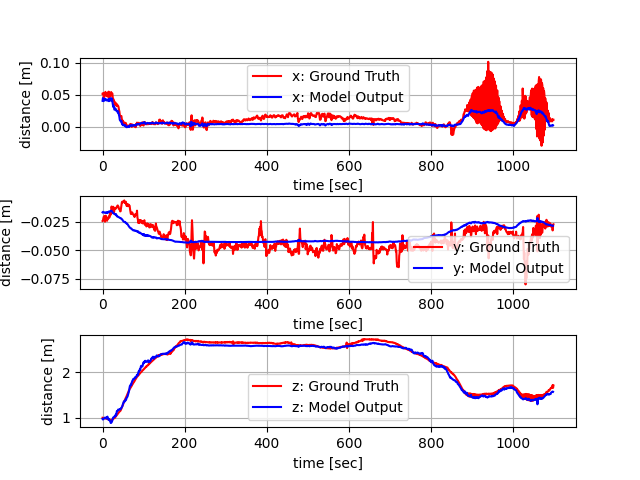 0.10
0.05
0.00
distance [m]
x: Ground Truth
x: Model Output
0 200 400 600 800 1000
time [sec]
−0.025
−0.050
−0.075
distance [m]
y: Ground Truth
y: Model Output
0 200 400 600 800 1000
time [sec]
2
1
distance [m]
z: Ground Truth
z: Model Output
0 200 400 600 800 1000
time [sec]